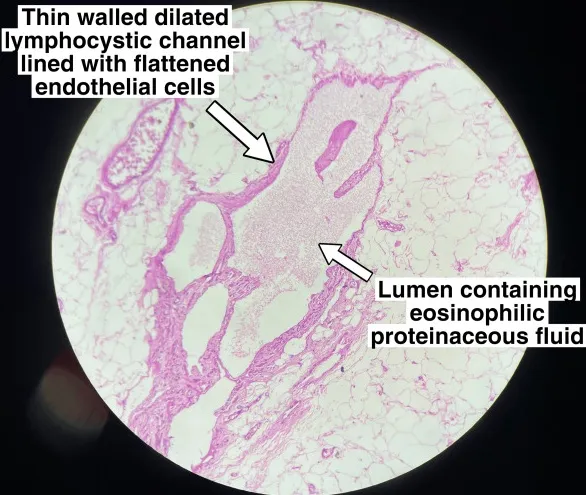 Thin walled dilated
lymphocystic channel
lined with flattened
endothelial cells
Lumen containing
eosinophilic
proteinaceous fluid